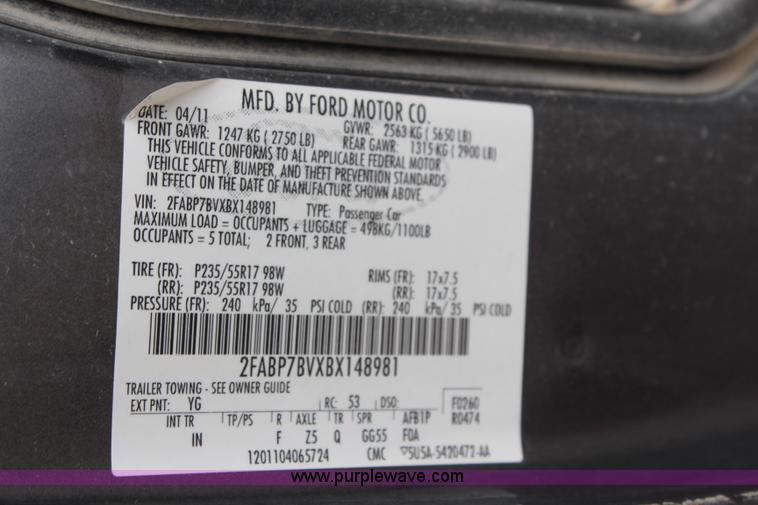 MFD. BY FORD MOTOR CO.
DATE: 04/11 GVWR: 2563 KG ( 5650 LB)
FRONT GAWR: 1247 KG ( 2750 LB) REAR GAWR: 1315 KG ( 2900 LB)
THIS VEHICLE CONFORMS TO ALL APPLICABLE FEDERAL MOTOR
VEHICLE SAFETY, BUMPER, AND THEFT PREVENTION STANDARDS
IN EFFECT ON THE DATE OF MANUFACTURE SHOWN ABOVE.
VIN: 2FABP7BVXBX148981 TYPE: Passenger Car
MAXIMUM LOAD = OCCUPANTS + LUGGAGE = 498KG/1100LB
OCCUPANTS = 5 TOTAL; 2 FRONT, 3 REAR
TIRE (FR): P235/55R17 98W RIMS (FR): 17x7.5
(RR): P235/55R17 98W (RR): 17x7.5
PRESSURE (FR): 240 kPa/ 35 PSI COLD (RR): 240 kPa/ 35 PSI COLD
2FABP7BVXBX148981
TRAILER TOWING - SEE OWNER GUIDE
EXT PNT: YG RC: 53 DSO: F0260
INT TR TP/PS R AXLE TR SPR AFB1P R0474
IN F Z5 Q GG55 FOA
1201104065724 CMC 5U5A-5420472-AA
www.purplewave.com